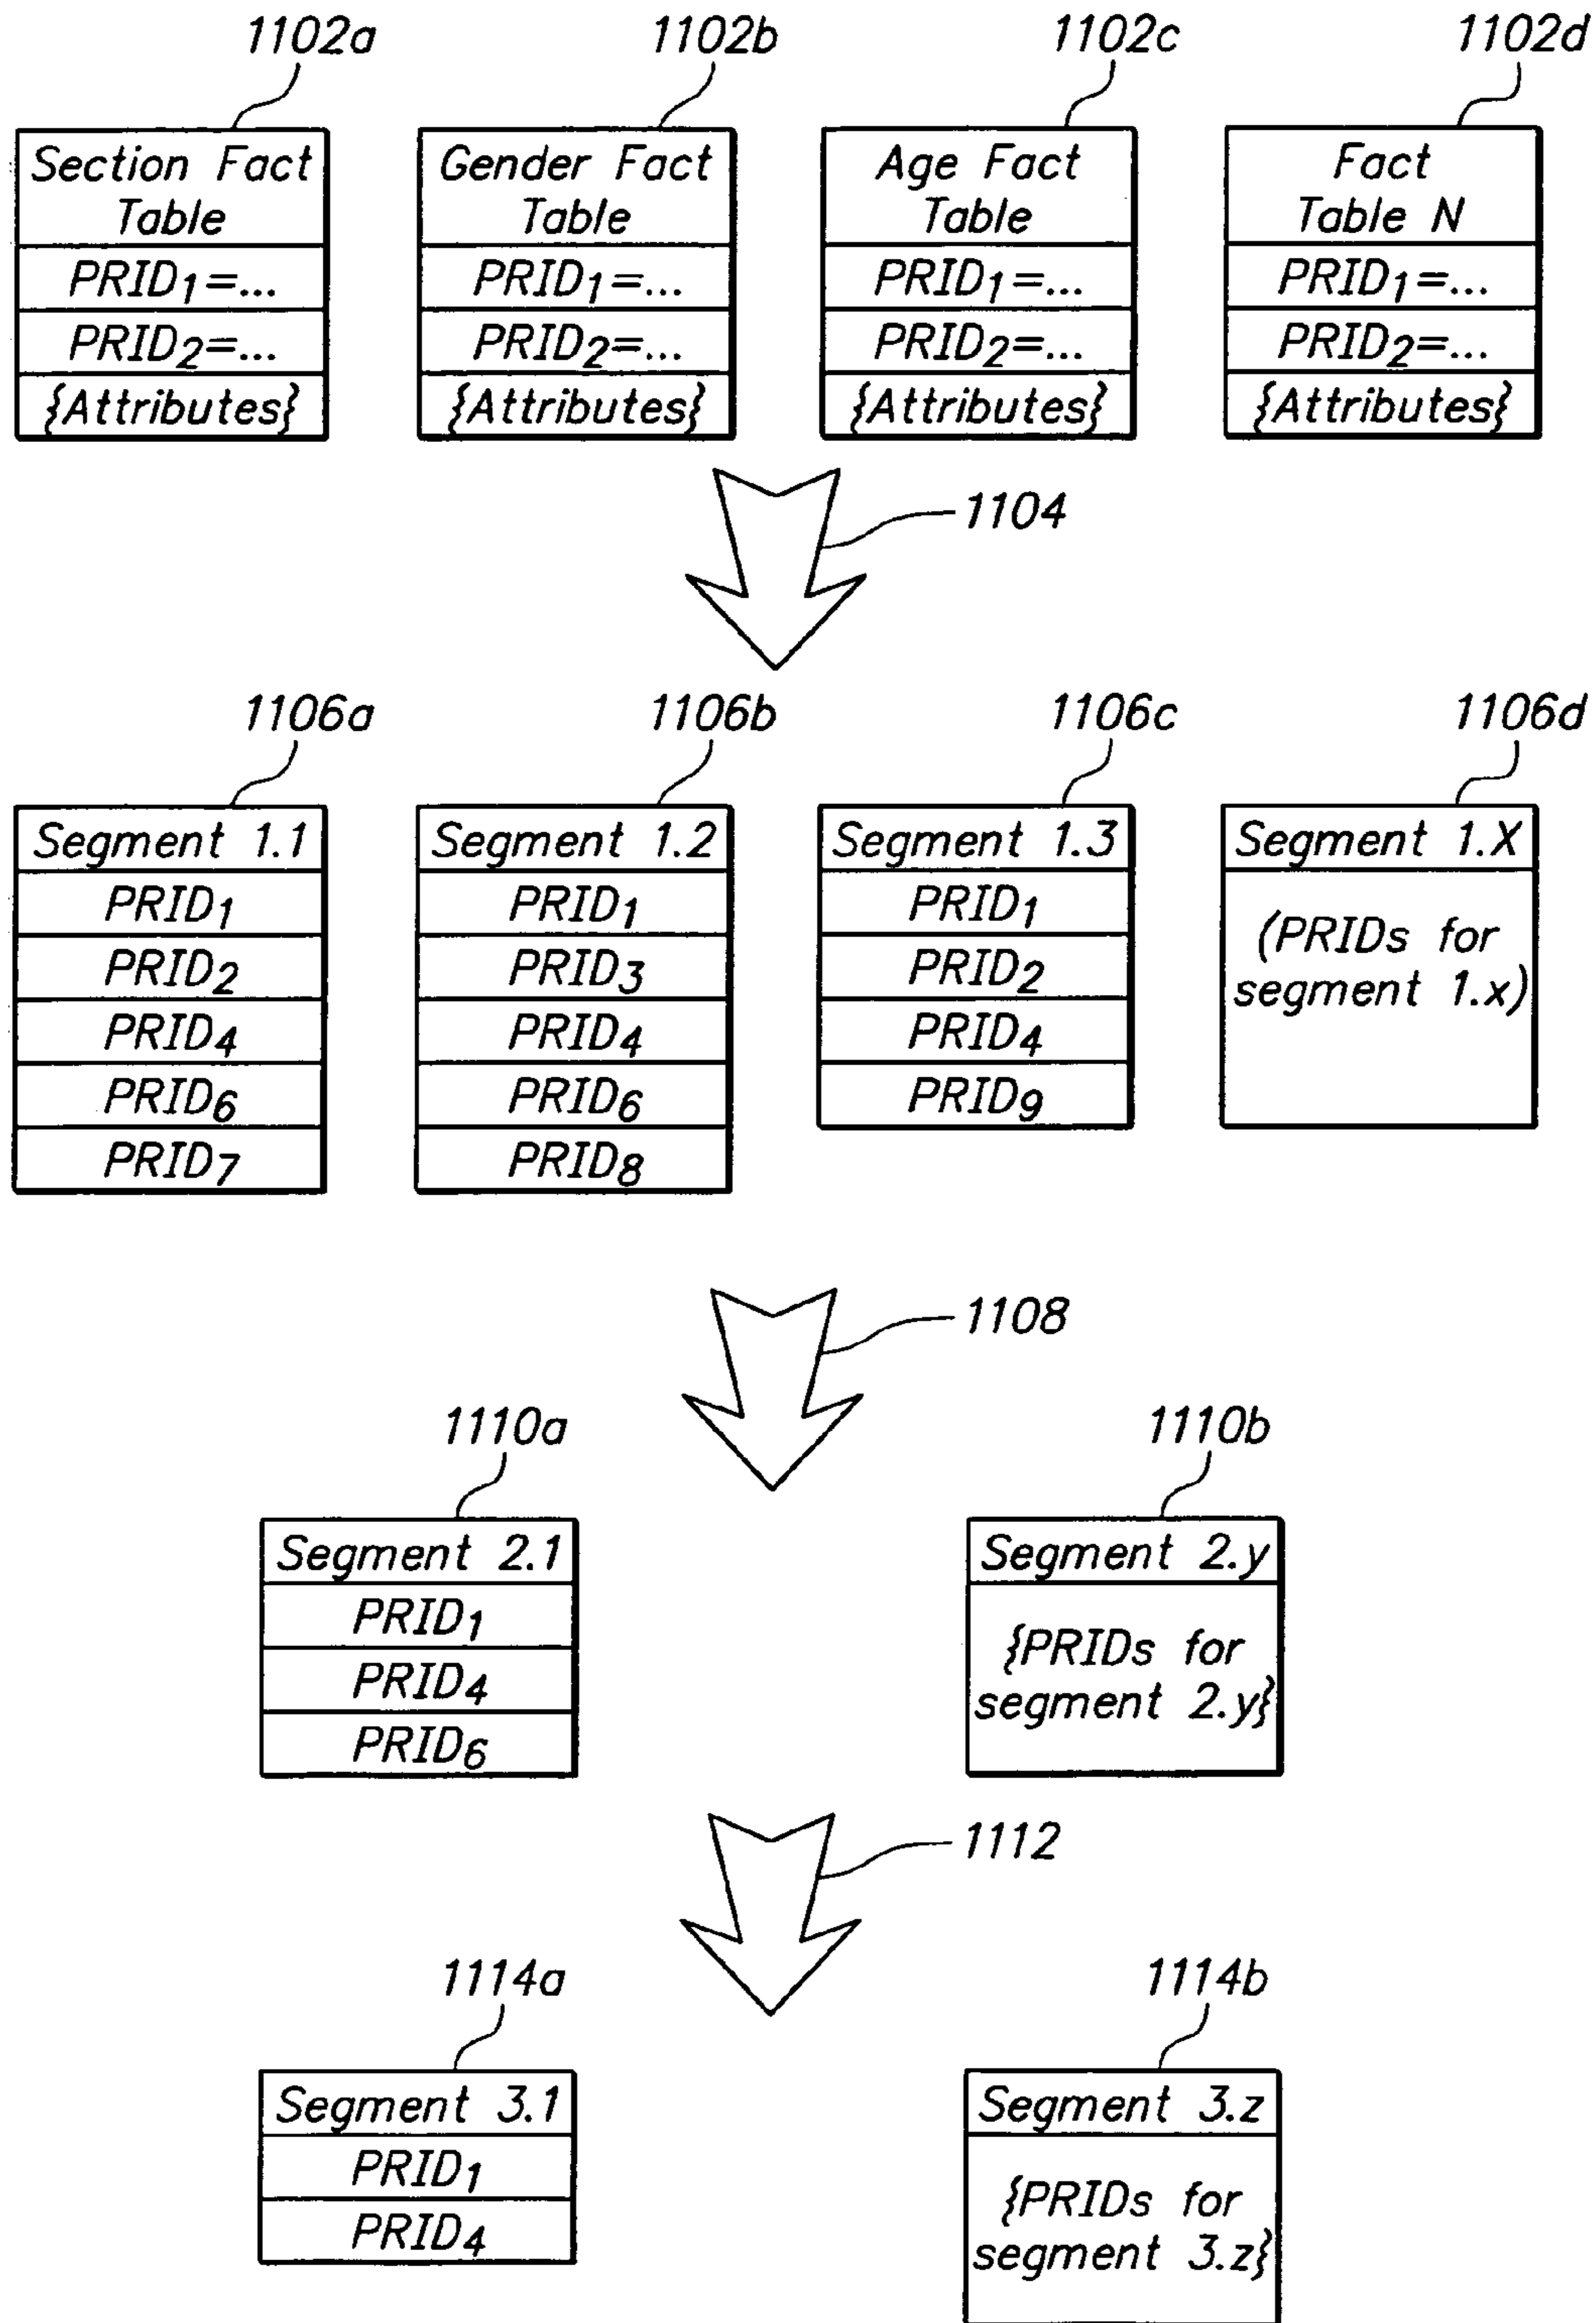 1102a
1102b
1102c
1102d
Section Fact
Table
PRID1=...
PRID2=...
{Attributes}
Gender Fact
Table
PRID1=...
PRID2=...
{Attributes}
Age Fact
Table
PRID1=...
PRID2=...
{Attributes}
Fact
Table N
PRID1=...
PRID2=...
{Attributes}
1104
1106a
1106b
1106c
1106d
Segment 1.1
PRID1
PRID2
PRID4
PRID6
PRID7
Segment 1.2
PRID1
PRID3
PRID4
PRID6
PRID8
Segment 1.3
PRID1
PRID2
PRID4
PRID9
Segment 1.X
(PRIDs for
segment 1.x)
1108
1110a
1110b
Segment 2.1
PRID1
PRID4
PRID6
Segment 2.y
{PRIDs for
segment 2.y}
1112
1114a
1114b
Segment 3.1
PRID1
PRID4
Segment 3.z
{PRIDs for
segment 3.z}